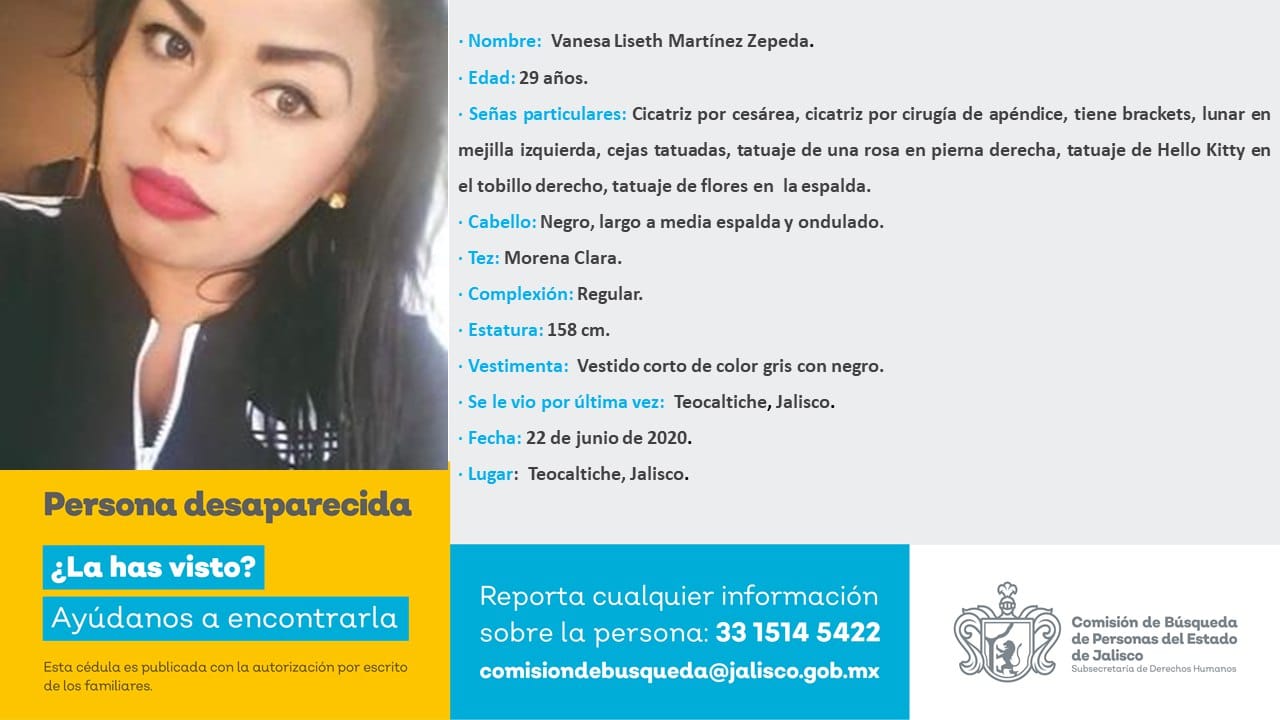 · Nombre: Vanesa Liseth Martínez Zepeda.
· Edad: 29 años.
· Señas particulares: Cicatriz por cesárea, cicatriz por cirugía de apéndice, tiene brackets, lunar en
mejilla izquierda, cejas tatuadas, tatuaje de una rosa en pierna derecha, tatuaje de Hello Kitty en
el tobillo derecho, tatuaje de flores en la espalda.
· Cabello: Negro, largo a media espalda y ondulado.
· Tez: Morena Clara.
· Complexión: Regular.
· Estatura: 158 cm.
· Vestimenta: Vestido corto de color gris con negro.
· Se le vio por última vez: Teocaltiche, Jalisco.
· Fecha: 22 de junio de 2020.
· Lugar: Teocaltiche, Jalisco.
Persona desaparecida
¿La has visto?
Ayúdanos a encontrarla
Esta cédula es publicada con la autorización por escrito
de los familiares.
Reporta cualquier información
sobre la persona: 33 1514 5422
comisiondebusqueda@jalisco.gob.mx
Comisión de Búsqueda
de Personas del Estado
de Jalisco
Subsecretaría de Derechos Humanos